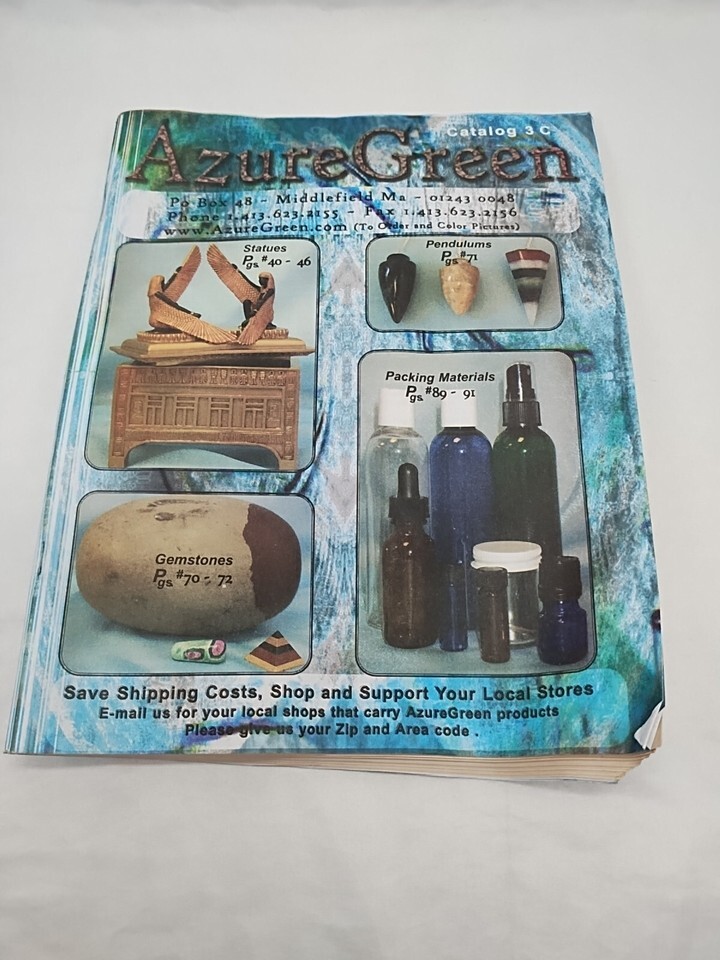 Catalog 3 C
AzureGreen
Po Box 48 - Middlefield Ma - 01243 0048
Phone 1.413.623.2155 - Fax 1.413.623.2156
www.AzureGreen.com (To Order and Color Pictures)
Statues
Pgs #40 - 46
Pendulums
Pg. #71
Packing Materials
Pgs #89 - 91
Gemstones
Pgs #70 - 72
Save Shipping Costs, Shop and Support Your Local Stores
E-mail us for your local shops that carry AzureGreen products
Please give us your Zip and Area code .